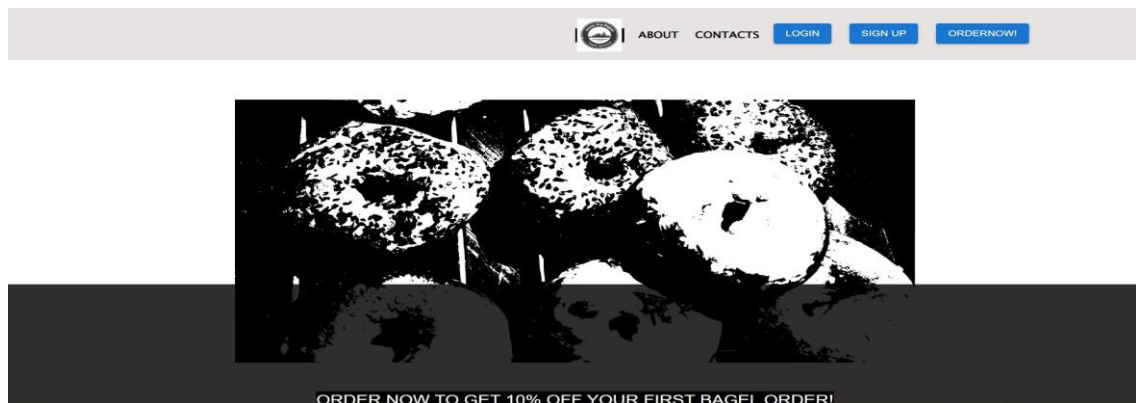 ABOUT CONTACTS LOGIN SIGN UP ORDERNOW!
ORDER NOW TO GET 10% OFF YOUR FIRST BAGEL ORDER!